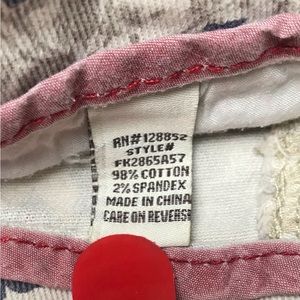 RN#128852
STYLE#
FK2865A57
98% COTTON
2% SPANDEX
MADE IN CHINA
CARE ON REVERSE